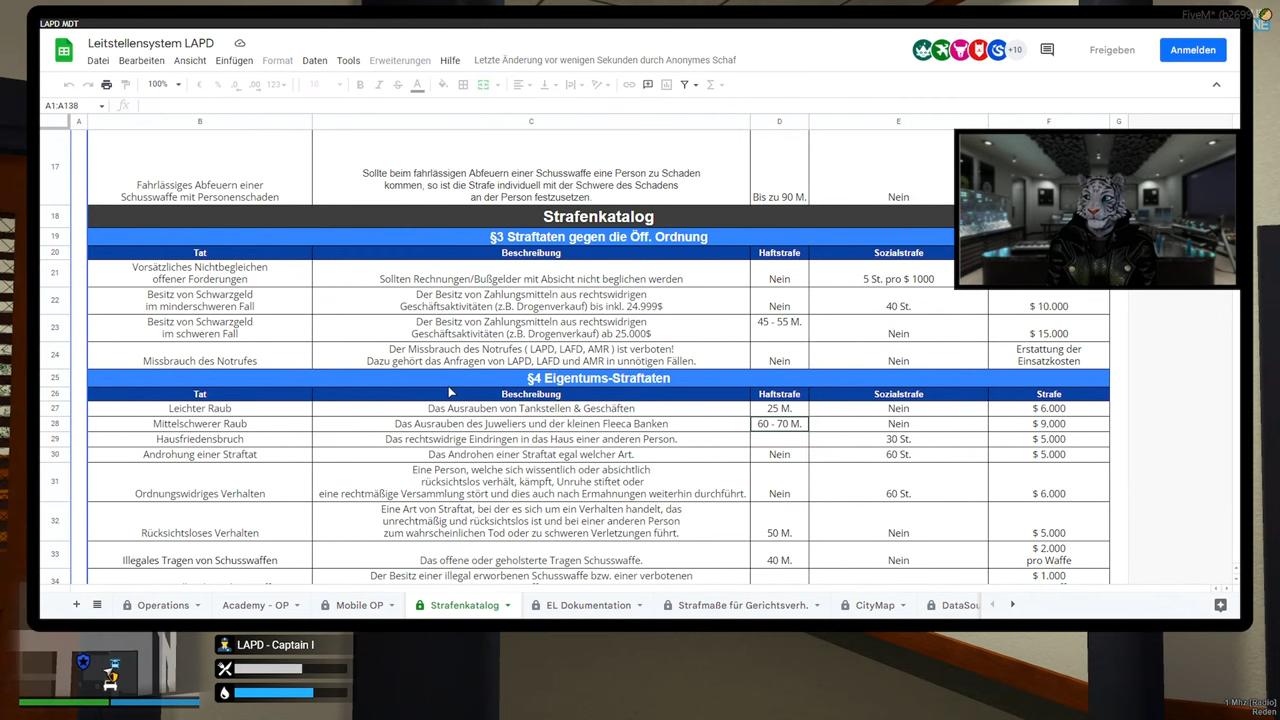 LAPD MDT
FiveM* (b2699
Leitstellensystem LAPD
+10
Freigeben
Anmelden
Datei Bearbeiten Ansicht Einfügen Format Daten Tools Erweiterungen Hilfe Letzte Änderung vor wenigen Sekunden durch Anonymes Schaf
100% € % .0 .00 123 10 B I S A
A1:A138 fx
A B C D E F G
17
Fahrlässiges Abfeuern einer
Schusswaffe mit Personenschaden
Sollte beim fahrlässigen Abfeuern einer Schusswaffe eine Person zu Schaden
kommen, so ist die Strafe individuell mit der Schwere des Schadens
an der Person festzusetzen.
Bis zu 90 M.
Nein
18 Strafenkatalog
19 §3 Straftaten gegen die Öff. Ordnung
20 Tat Beschreibung Haftstrafe Sozialstrafe
21
Vorsätzliches Nichtbegleichen
offener Forderungen
Sollten Rechnungen/Bußgelder mit Absicht nicht beglichen werden
Nein
5 St. pro $ 1000
22
Besitz von Schwarzgeld
im minderschweren Fall
Der Besitz von Zahlungsmitteln aus rechtswidrigen
Geschäftsaktivitäten (z.B. Drogenverkauf) bis inkl. 24.999$
Nein
40 St.
$ 10.000
23
Besitz von Schwarzgeld
im schweren Fall
Der Besitz von Zahlungsmitteln aus rechtswidrigen
Geschäftsaktivitäten (z.B. Drogenverkauf) ab 25.000$
45 - 55 M.
Nein
$ 15.000
24
Missbrauch des Notrufes
Der Missbrauch des Notrufes ( LAPD, LAFD, AMR ) ist verboten!
Dazu gehört das Anfragen von LAPD, LAFD und AMR in unnötigen Fällen.
Nein
Nein
Erstattung der
Einsatzkosten
25 §4 Eigentums-Straftaten
26 Tat Beschreibung Haftstrafe Sozialstrafe Strafe
27 Leichter Raub Das Ausrauben von Tankstellen & Geschäften 25 M. Nein $ 6.000
28 Mittelschwerer Raub Das Ausrauben des Juweliers und der kleinen Fleeca Banken 60 - 70 M. Nein $ 9.000
29 Hausfriedensbruch Das rechtswidrige Eindringen in das Haus einer anderen Person. 30 St. $ 5.000
30 Androhung einer Straftat Das Androhen einer Straftat egal welcher Art. Nein 60 St. $ 5.000
31
Ordnungswidriges Verhalten
Eine Person, welche sich wissentlich oder absichtlich
rücksichtslos verhält, kämpft, Unruhe stiftet oder
eine rechtmäßige Versammlung stört und dies auch nach Ermahnungen weiterhin durchführt.
Nein
60 St.
$ 6.000
32
Rücksichtsloses Verhalten
Eine Art von Straftat, bei der es sich um ein Verhalten handelt, das
unrechtmäßig und rücksichtslos ist und bei einer anderen Person
zum wahrscheinlichen Tod oder zu schweren Verletzungen führt.
50 M.
Nein
$ 5.000
33
Illegales Tragen von Schusswaffen
Das offene oder geholsterte Tragen Schusswaffe.
40 M.
Nein
$ 2.000
pro Waffe
34
Der Besitz einer illegal erworbenen Schusswaffe bzw. einer verbotenen
$ 1.000
Operations Academy - OP Mobile OP Strafenkatalog EL Dokumentation Strafmaße für Gerichtsverh. CityMap DataSou
LAPD - Captain I
1 Mhz [Radio]
Reden